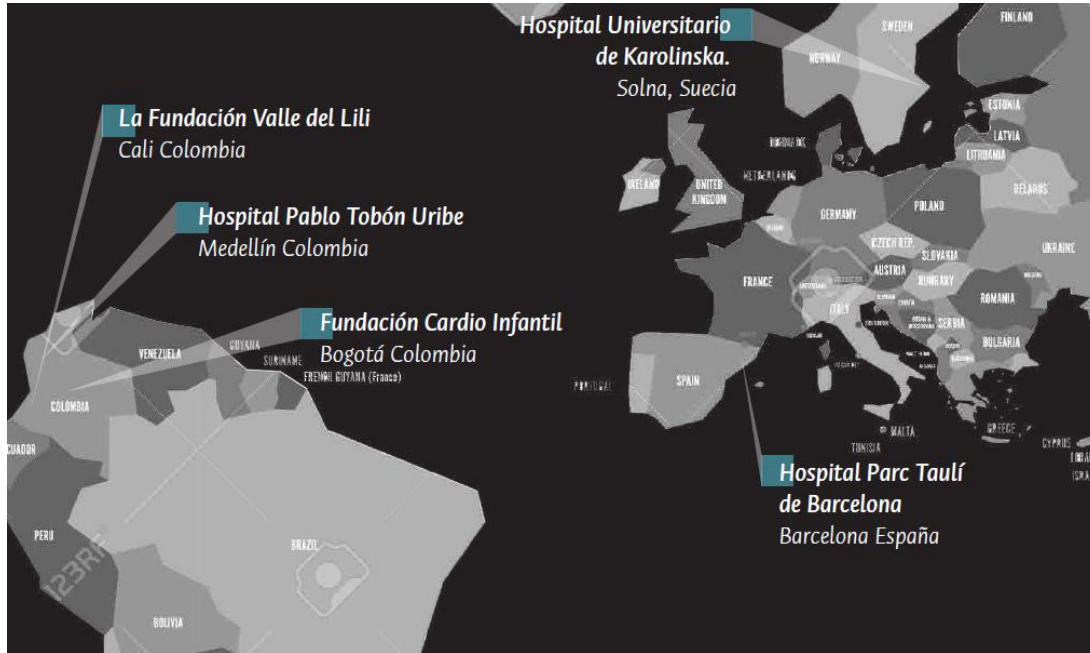 Hospital Universitario
de Karolinska.
Solna, Suecia
La Fundación Valle del Lili
Cali Colombia
Hospital Pablo Tobón Uribe
Medellín Colombia
Fundación Cardio Infantil
Bogotá Colombia
Hospital Parc Taulí
de Barcelona
Barcelona España
SWEDEN
FINLAND
NORWAY
ESTONIA
LATVIA
LITHUANIA
DENMARK
NETHERLANDS
IRELAND
UNITED
KINGDOM
BELARUS
POLAND
GERMANY
CZECH REP.
SLOVAKIA
UKRAINE
FRANCE
AUSTRIA
HUNGARY
ROMANIA
ITALY
SERBIA
BULGARIA
PORTUGAL
SPAIN
GREECE
MALTA
TUNISIA
CYPRUS
VENEZUELA
GUYANA
SURINAME
FRENCH GUYANA (France)
COLOMBIA
CUADOR
PERU
BRAZIL
BOLIVIA
123RF